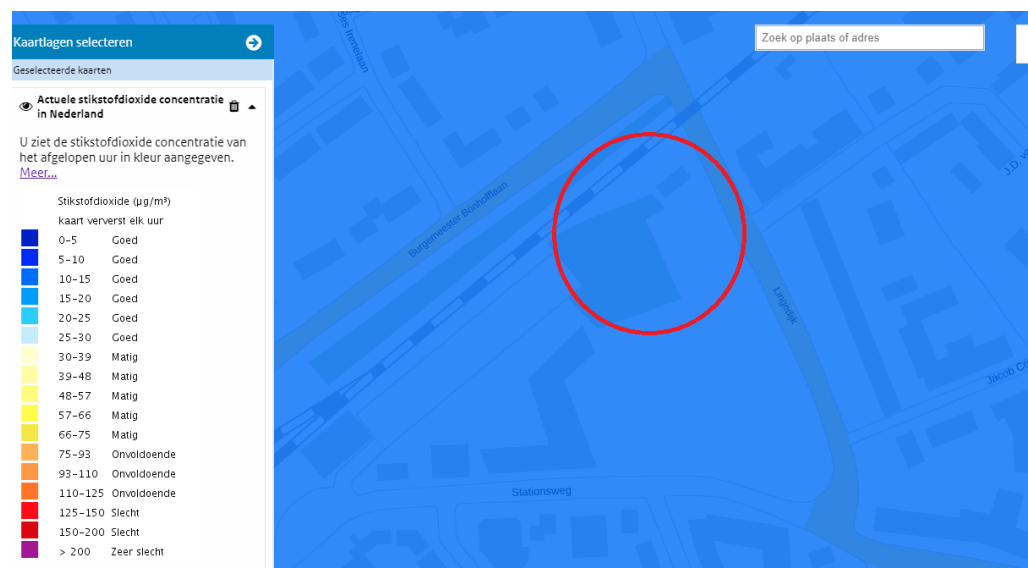 Kaartlagen selecteren
Geselecteerde kaarten
Actuele stikstofdioxide concentratie
in Nederland
U ziet de stikstofdioxide concentratie van
het afgelopen uur in kleur aangegeven.
Meer...
Stikstofdioxide (µg/m³)
kaart ververst elk uur
0-5 Goed
5-10 Goed
10-15 Goed
15-20 Goed
20-25 Goed
25-30 Goed
30-39 Matig
39-48 Matig
48-57 Matig
57-66 Matig
66-75 Matig
75-93 Onvoldoende
93-110 Onvoldoende
110-125 Onvoldoende
125-150 Slecht
150-200 Slecht
> 200 Zeer slecht
Zoek op plaats of adres
Irenelaan
Burgemeester Bönhofflaan
Lingedijk
J.D. v
Jacob C
Stationsweg